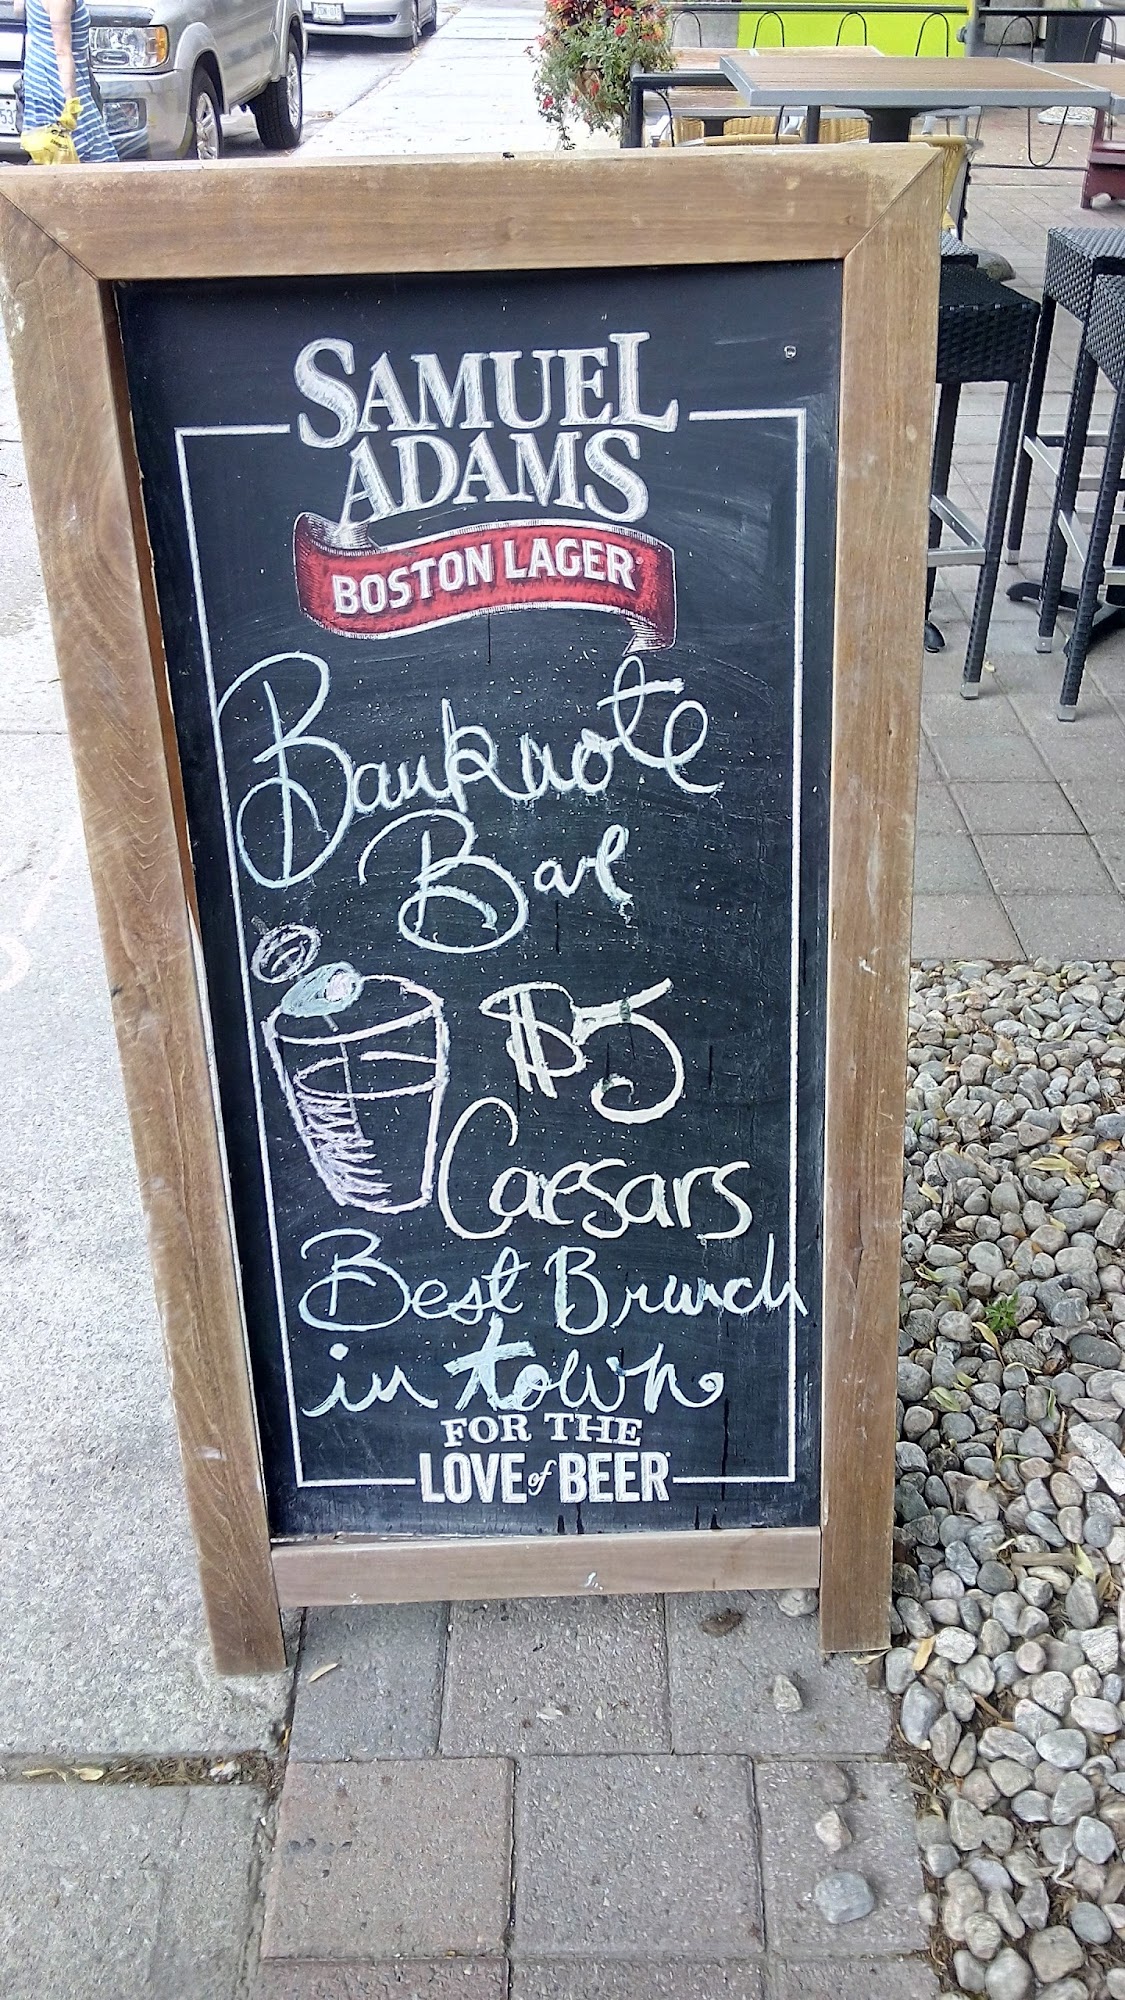 SAMUEL
ADAMS
BOSTON LAGER
Banknote
Bar
$5
Caesars
Best Brunch
in town
FOR THE
LOVE of BEER